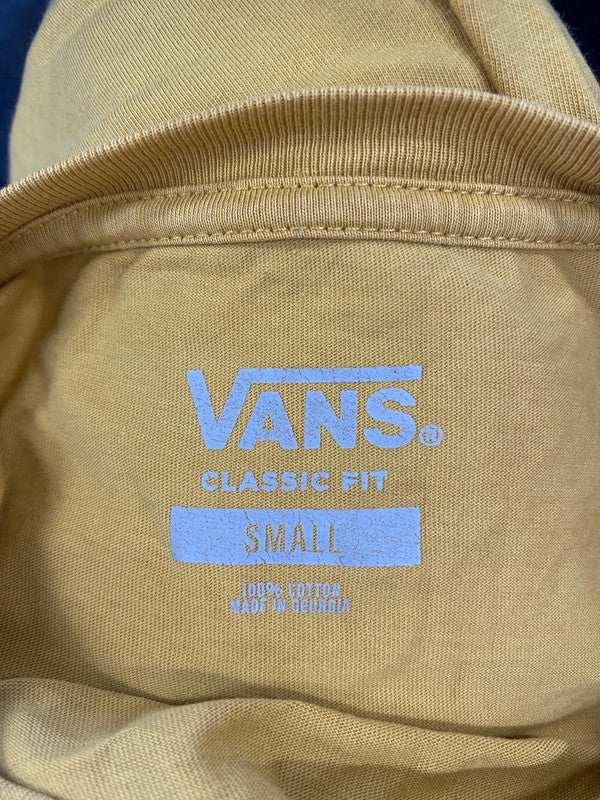 VANS®
CLASSIC FIT
SMALL
100% COTTON
MADE IN GEORGIA